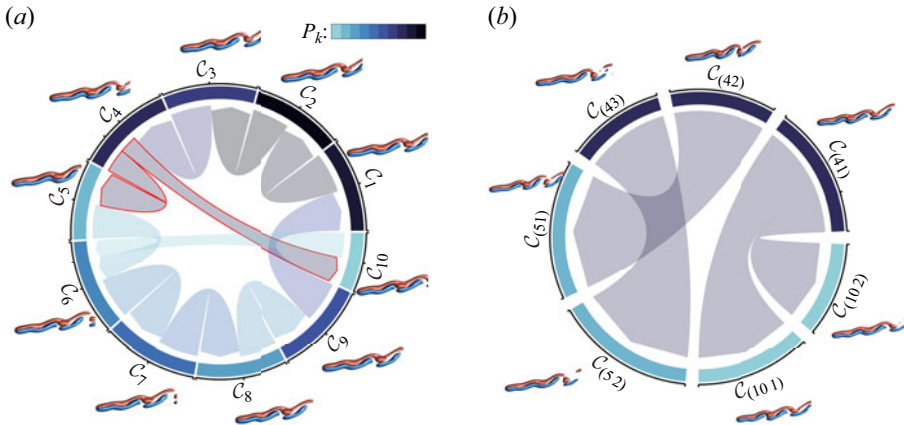 (a)
P_k:
C_3
C_2
C_4
C_1
C_5
C_10
C_6
C_9
C_7
C_8
(b)
C_(42)
C_(43)
C_(41)
C_(51)
C_(10 2)
C_(5 2)
C_(10 1)